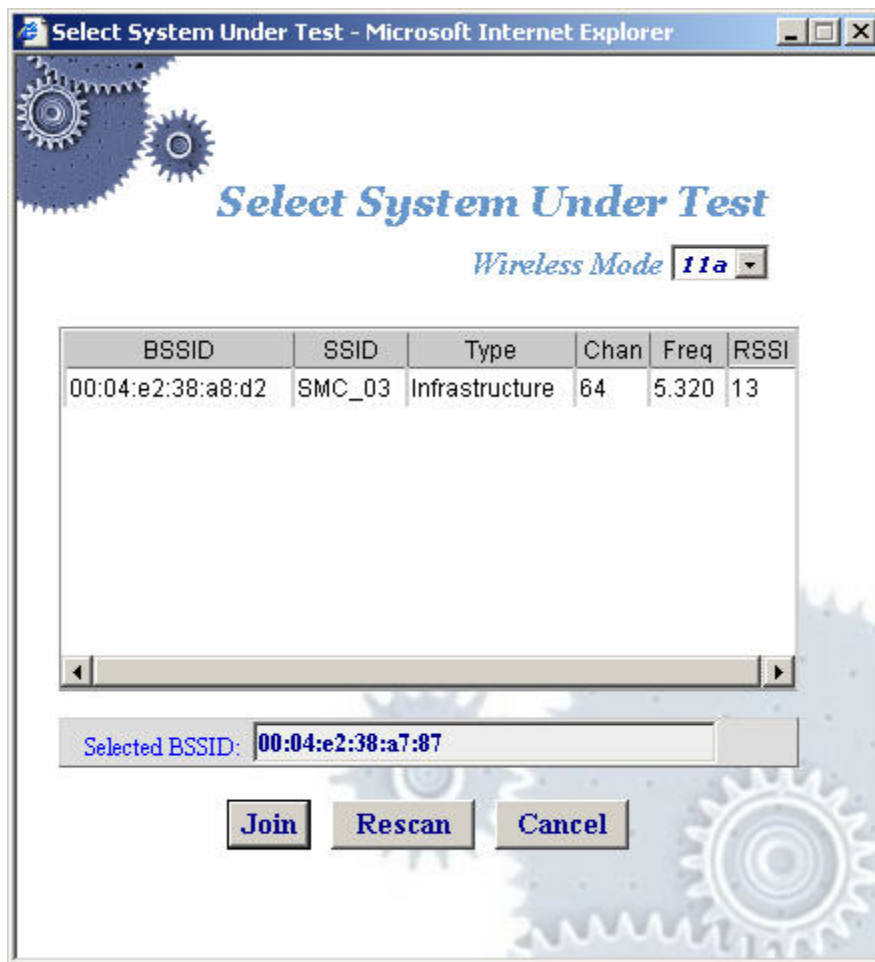 Select System Under Test - Microsoft Internet Explorer
Select System Under Test
Wireless Mode 11a
BSSID SSID Type Chan Freq RSSI
00:04:e2:38:a8:d2 SMC_03 Infrastructure 64 5.320 13
Selected BSSID: 00:04:e2:38:a7:87
Join Rescan Cancel